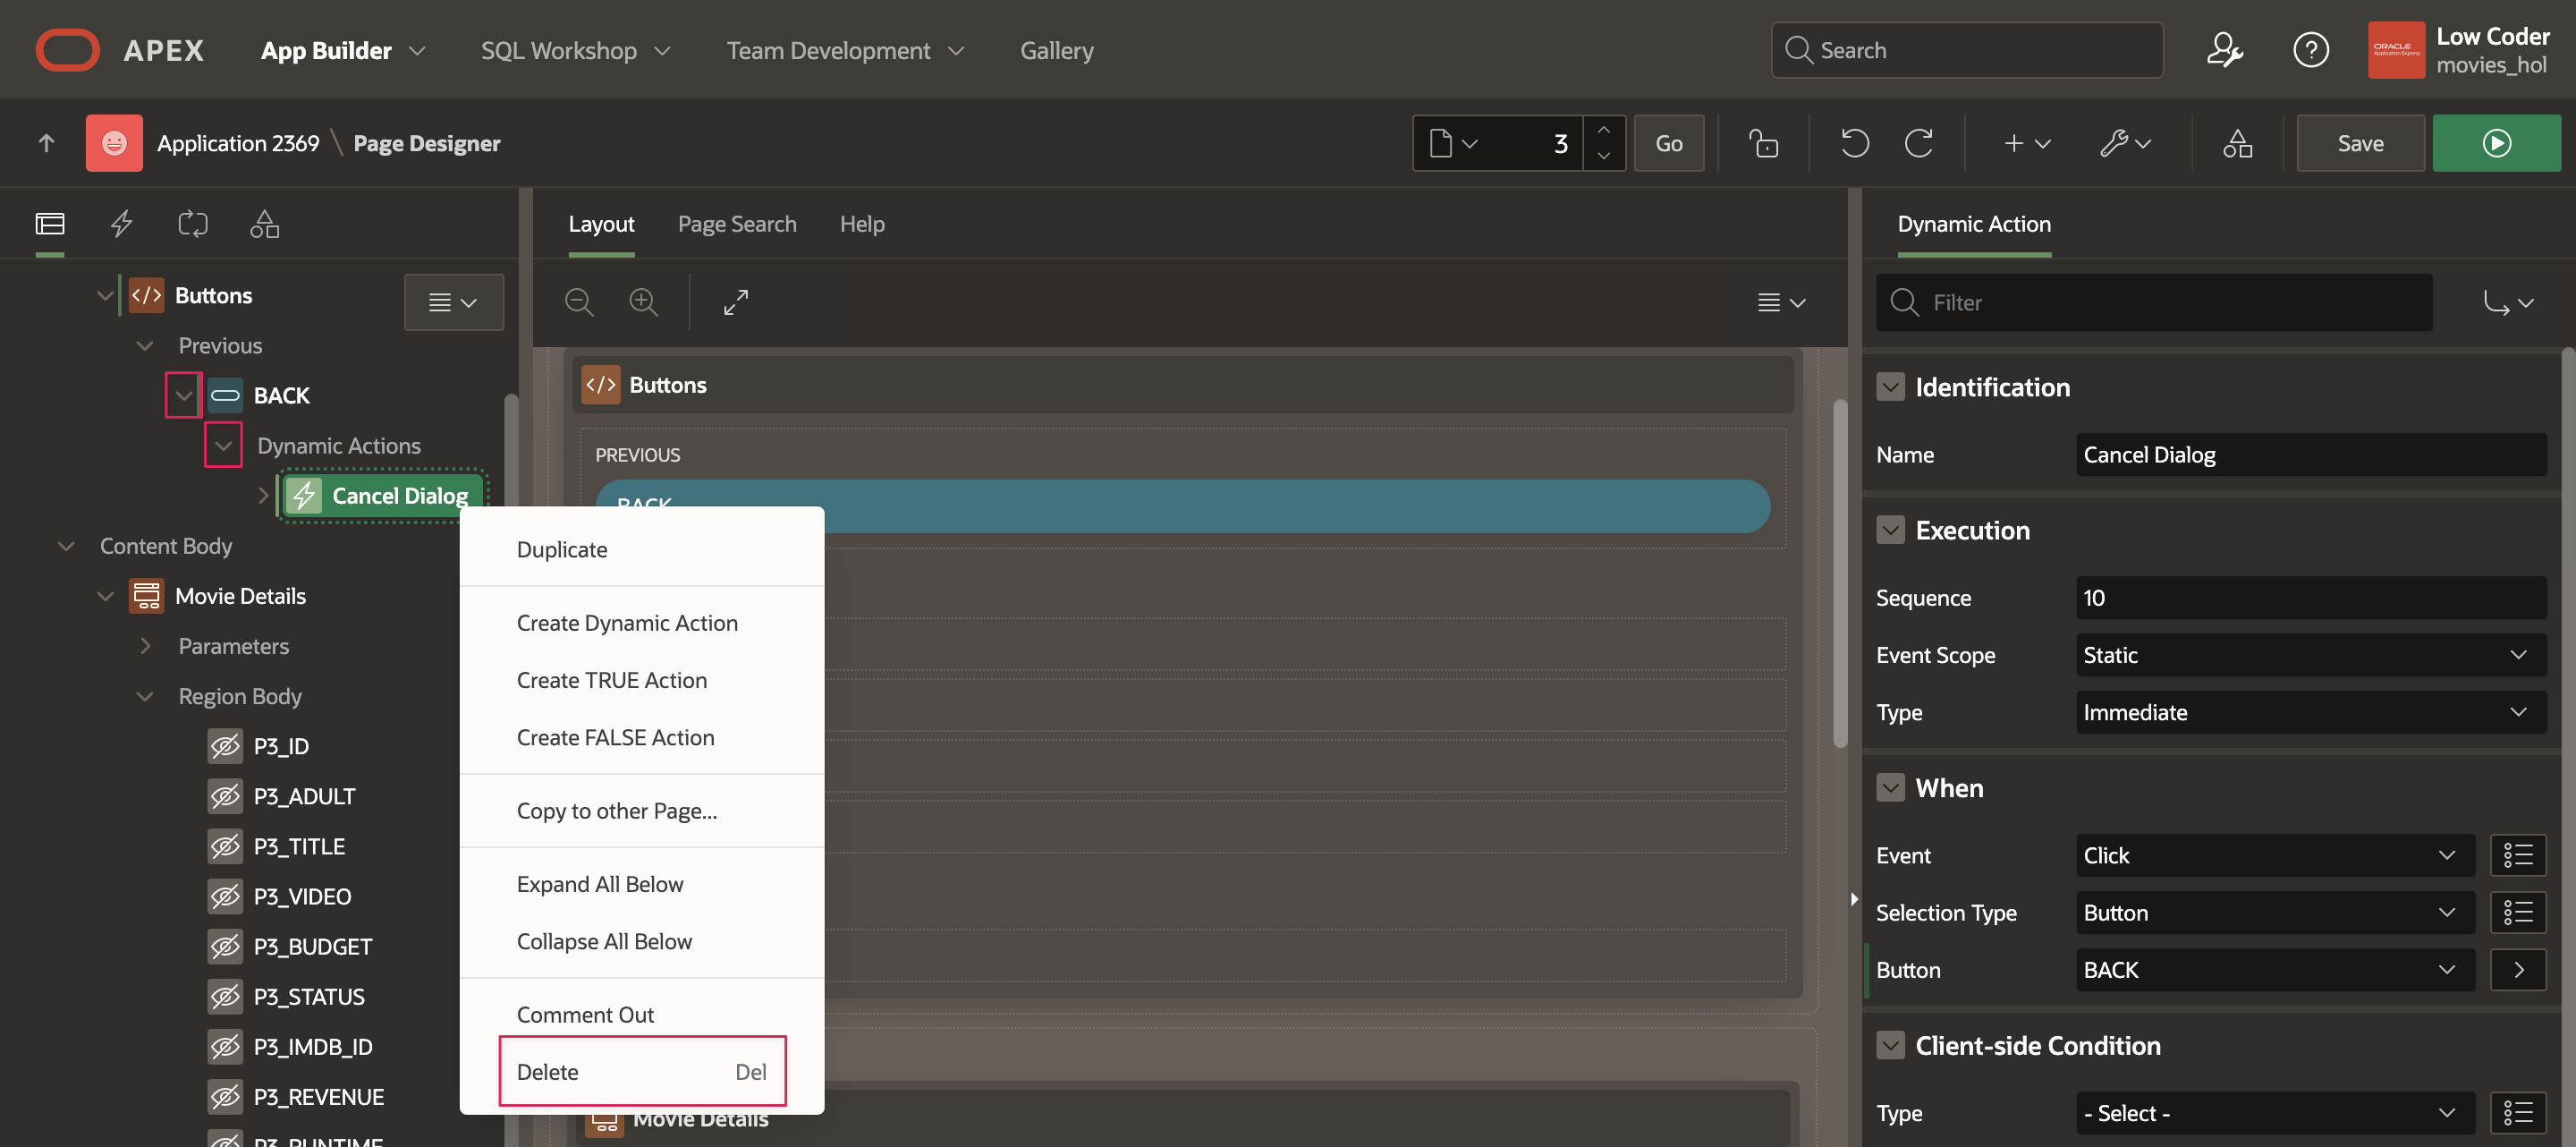 APEX
App Builder
SQL Workshop
Team Development
Gallery
Search
ORACLE
Application Express
Low Coder
movies_hol
Application 2369 \ Page Designer
3
Go
Save
Buttons
Previous
BACK
Dynamic Actions
Cancel Dialog
Content Body
Movie Details
Parameters
Region Body
P3_ID
P3_ADULT
P3_TITLE
P3_VIDEO
P3_BUDGET
P3_STATUS
P3_IMDB_ID
P3_REVENUE
P3_RUNTIME
Layout
Page Search
Help
Buttons
PREVIOUS
BACK
Duplicate
Create Dynamic Action
Create TRUE Action
Create FALSE Action
Copy to other Page...
Expand All Below
Collapse All Below
Comment Out
Delete Del
Movie Details
Dynamic Action
Filter
Identification
Name Cancel Dialog
Execution
Sequence 10
Event Scope Static
Type Immediate
When
Event Click
Selection Type Button
Button BACK
Client-side Condition
Type - Select -